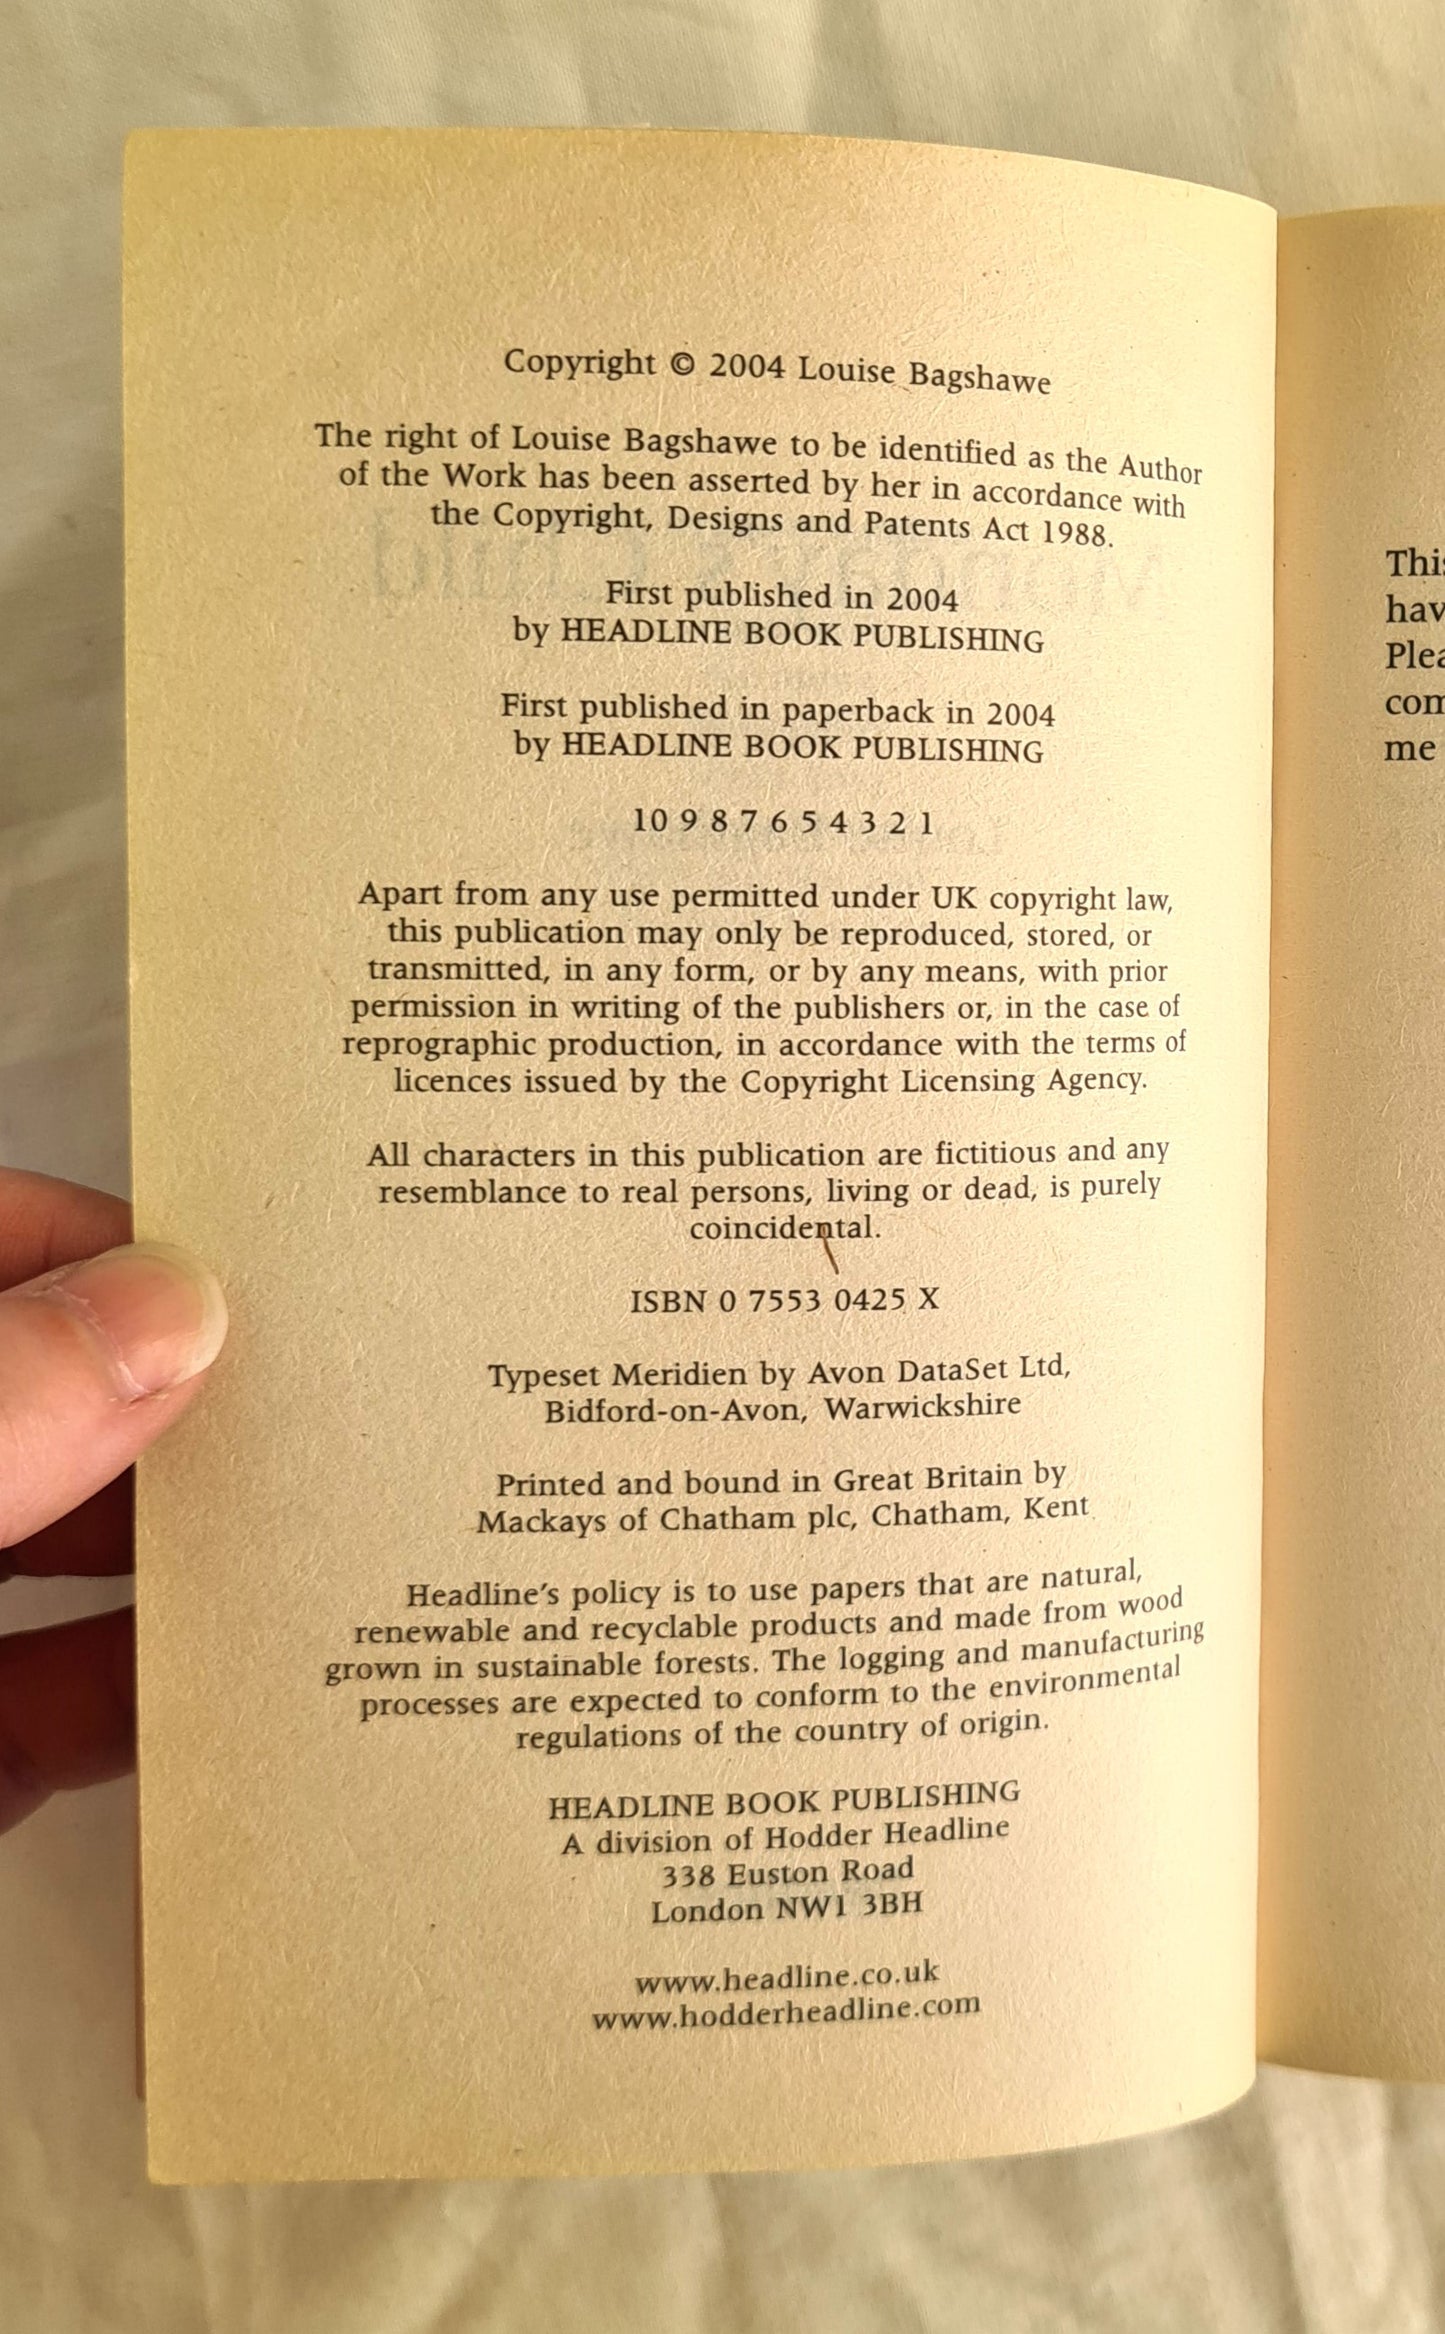 Copyright © 2004 Louise Bagshawe
The right of Louise Bagshawe to be identified as the Author
of the Work has been asserted by her in accordance with
the Copyright, Designs and Patents Act 1988.
First published in 2004
by HEADLINE BOOK PUBLISHING
First published in paperback in 2004
by HEADLINE BOOK PUBLISHING
10 9 8 7 6 5 4 3 2 1
Apart from any use permitted under UK copyright law,
this publication may only be reproduced, stored, or
transmitted, in any form, or by any means, with prior
permission in writing of the publishers or, in the case of
reprographic production, in accordance with the terms of
licences issued by the Copyright Licensing Agency.
All characters in this publication are fictitious and any
resemblance to real persons, living or dead, is purely
coincidental.
ISBN 0 7553 0425 X
Typeset Meridien by Avon DataSet Ltd,
Bidford-on-Avon, Warwickshire
Printed and bound in Great Britain by
Mackays of Chatham plc, Chatham, Kent
Headline's policy is to use papers that are natural,
renewable and recyclable products and made from wood
grown in sustainable forests. The logging and manufacturing
processes are expected to conform to the environmental
regulations of the country of origin.
HEADLINE BOOK PUBLISHING
A division of Hodder Headline
338 Euston Road
London NW1 3BH
www.headline.co.uk
www.hodderheadline.com
me